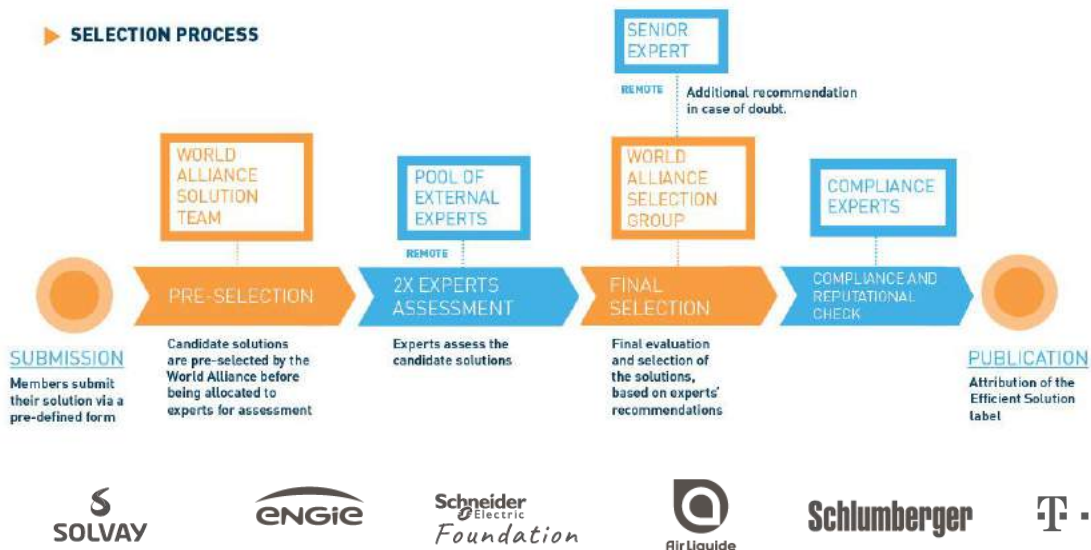 SELECTION PROCESS
SENIOR
EXPERT
REMOTE
Additional recommendation
in case of doubt.
WORLD
ALLIANCE
SOLUTION
TEAM
POOL OF
EXTERNAL
EXPERTS
REMOTE
WORLD
ALLIANCE
SELECTION
GROUP
COMPLIANCE
EXPERTS
PRE-SELECTION
2X EXPERTS
ASSESSMENT
FINAL
SELECTION
COMPLIANCE AND
REPUTATIONAL
CHECK
SUBMISSION
Members submit
their solution via a
pre-defined form
Candidate solutions
are pre-selected by the
World Alliance before
being allocated to
experts for assessment
Experts assess the
candidate solutions
Final evaluation
and selection of
the solutions,
based on experts'
recommendations
PUBLICATION
Attribution of the
Efficient Solution
label
SOLVAY
ENGIE
Schneider
Electric
Foundation
Air Liquide
Schlumberger
T